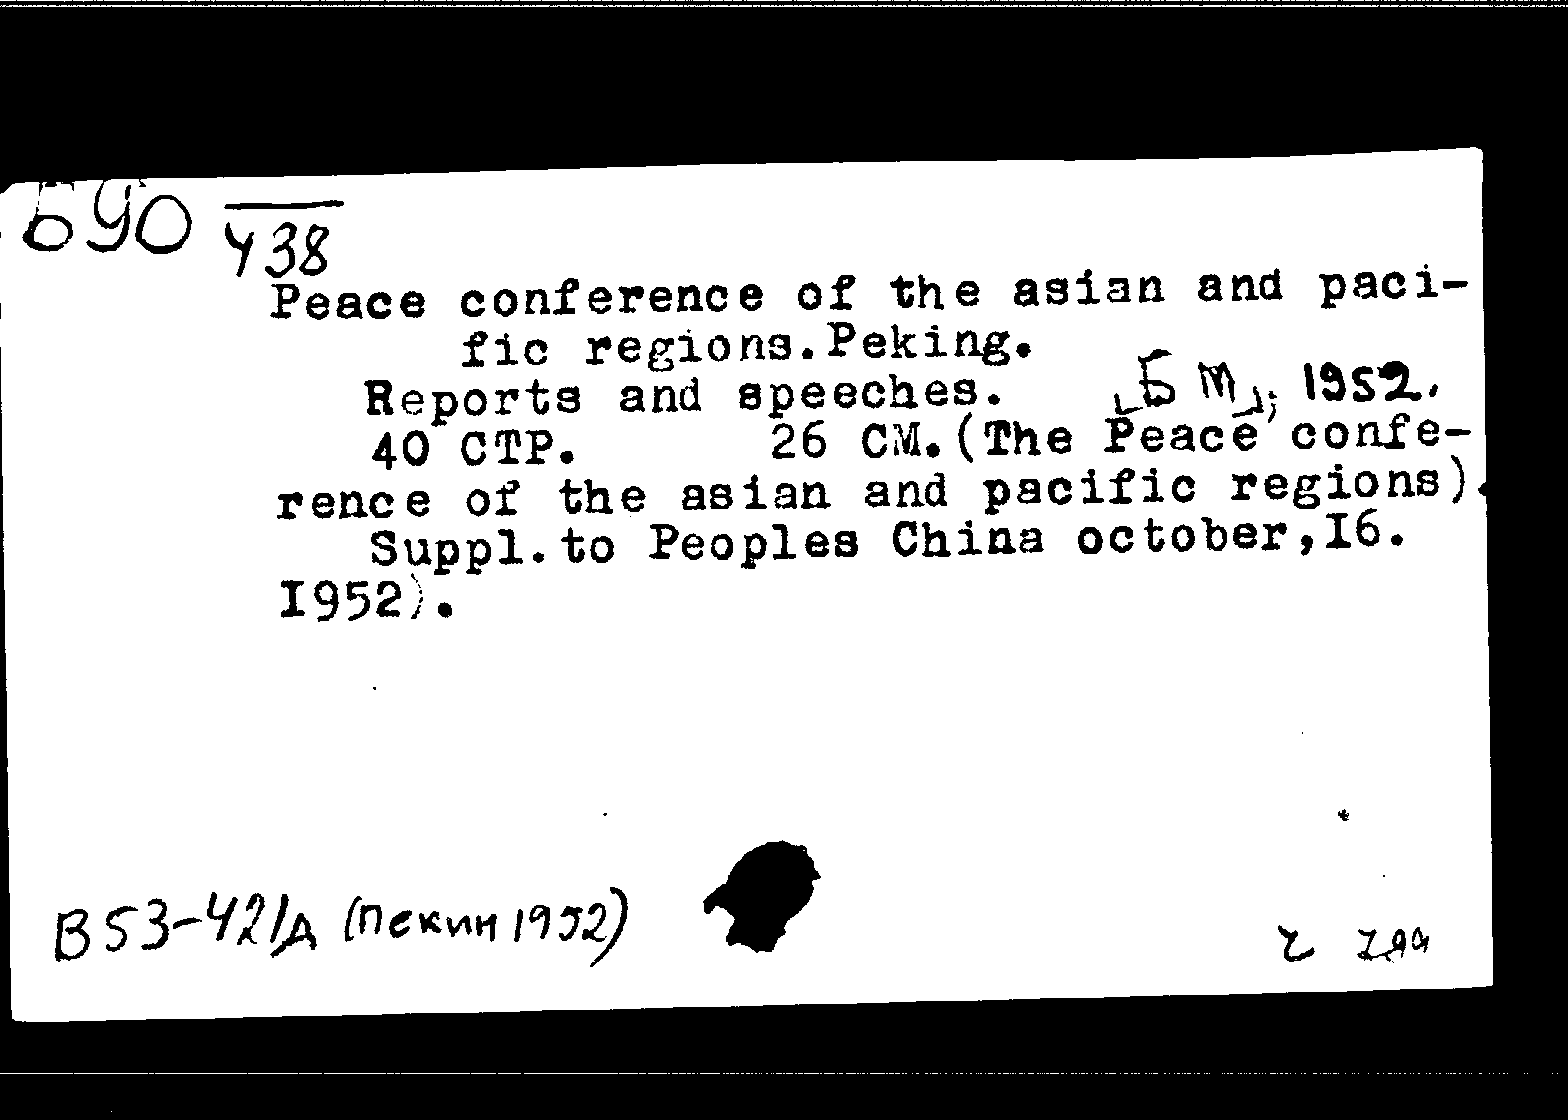 Б90 438
Peace conference of the asian and paci-
fic regions.Peking.
Reports and speeches. [Б м], 1952.
40 СТР. 26 СМ.(The Peace confe-
rence of the asian and pacific regions).
Suppl.to Peoples China october,I6.
I952).
В53-421/д (пекин 1952)